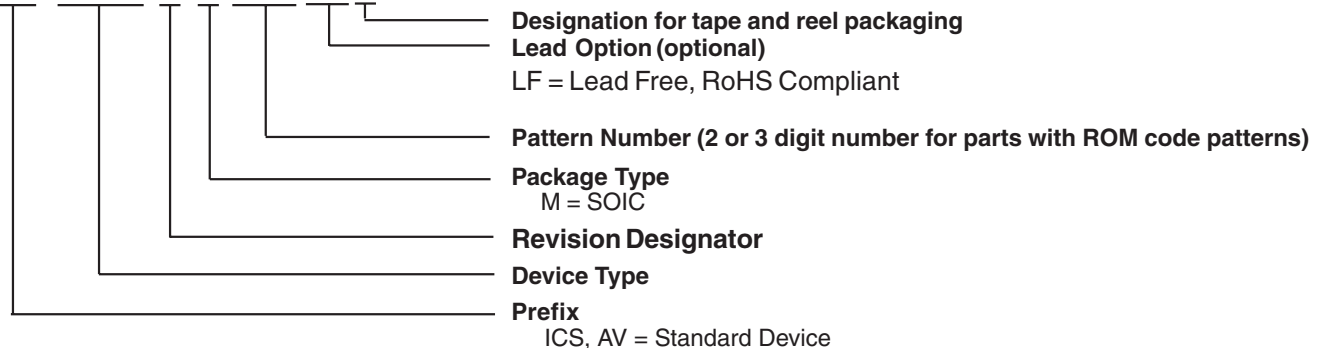 Designation for tape and reel packaging
Lead Option (optional)
LF = Lead Free, RoHS Compliant
Pattern Number (2 or 3 digit number for parts with ROM code patterns)
Package Type
M = SOIC
Revision Designator
Device Type
Prefix
ICS, AV = Standard Device